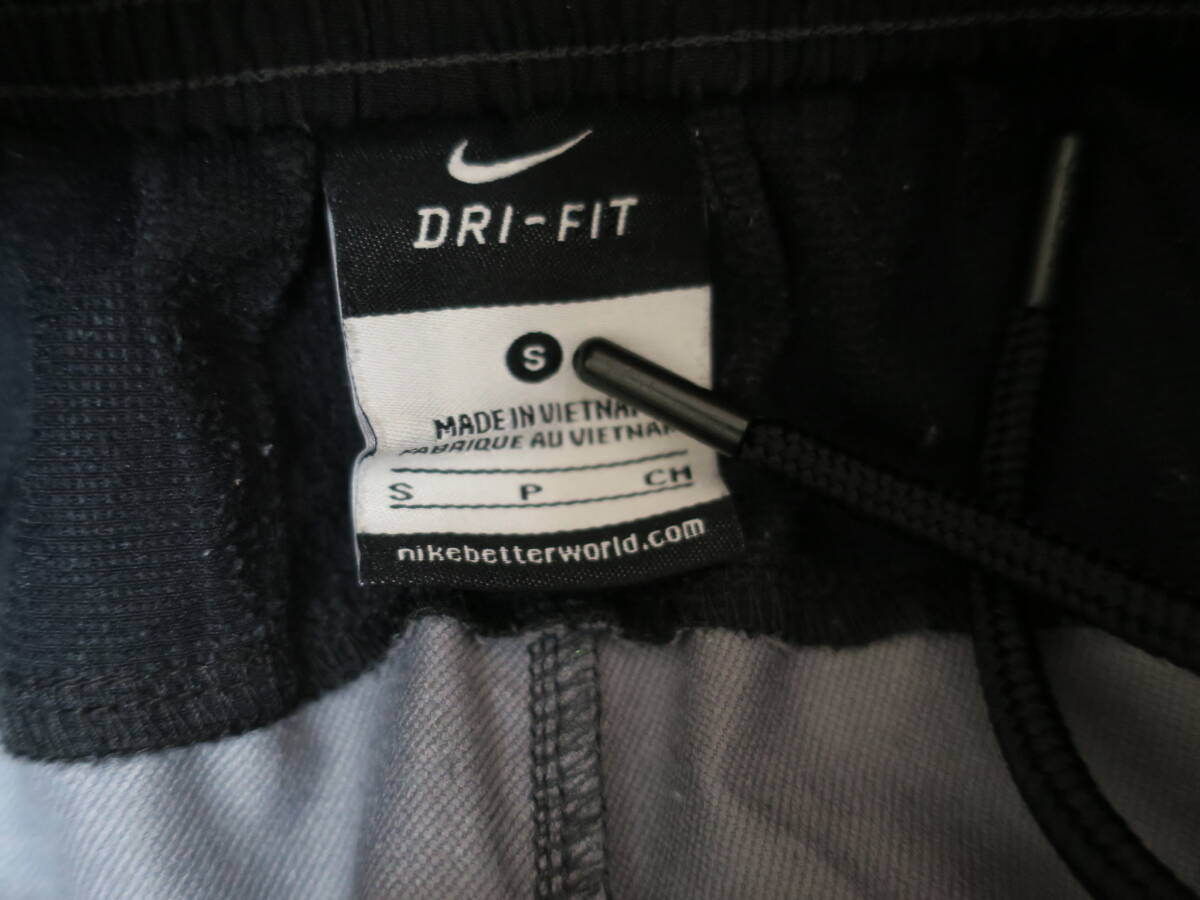 DRI-FIT
S
MADE IN VIETNAM
FABRIQUE AU VIETNAM
S P CH
nikebetterworld.com